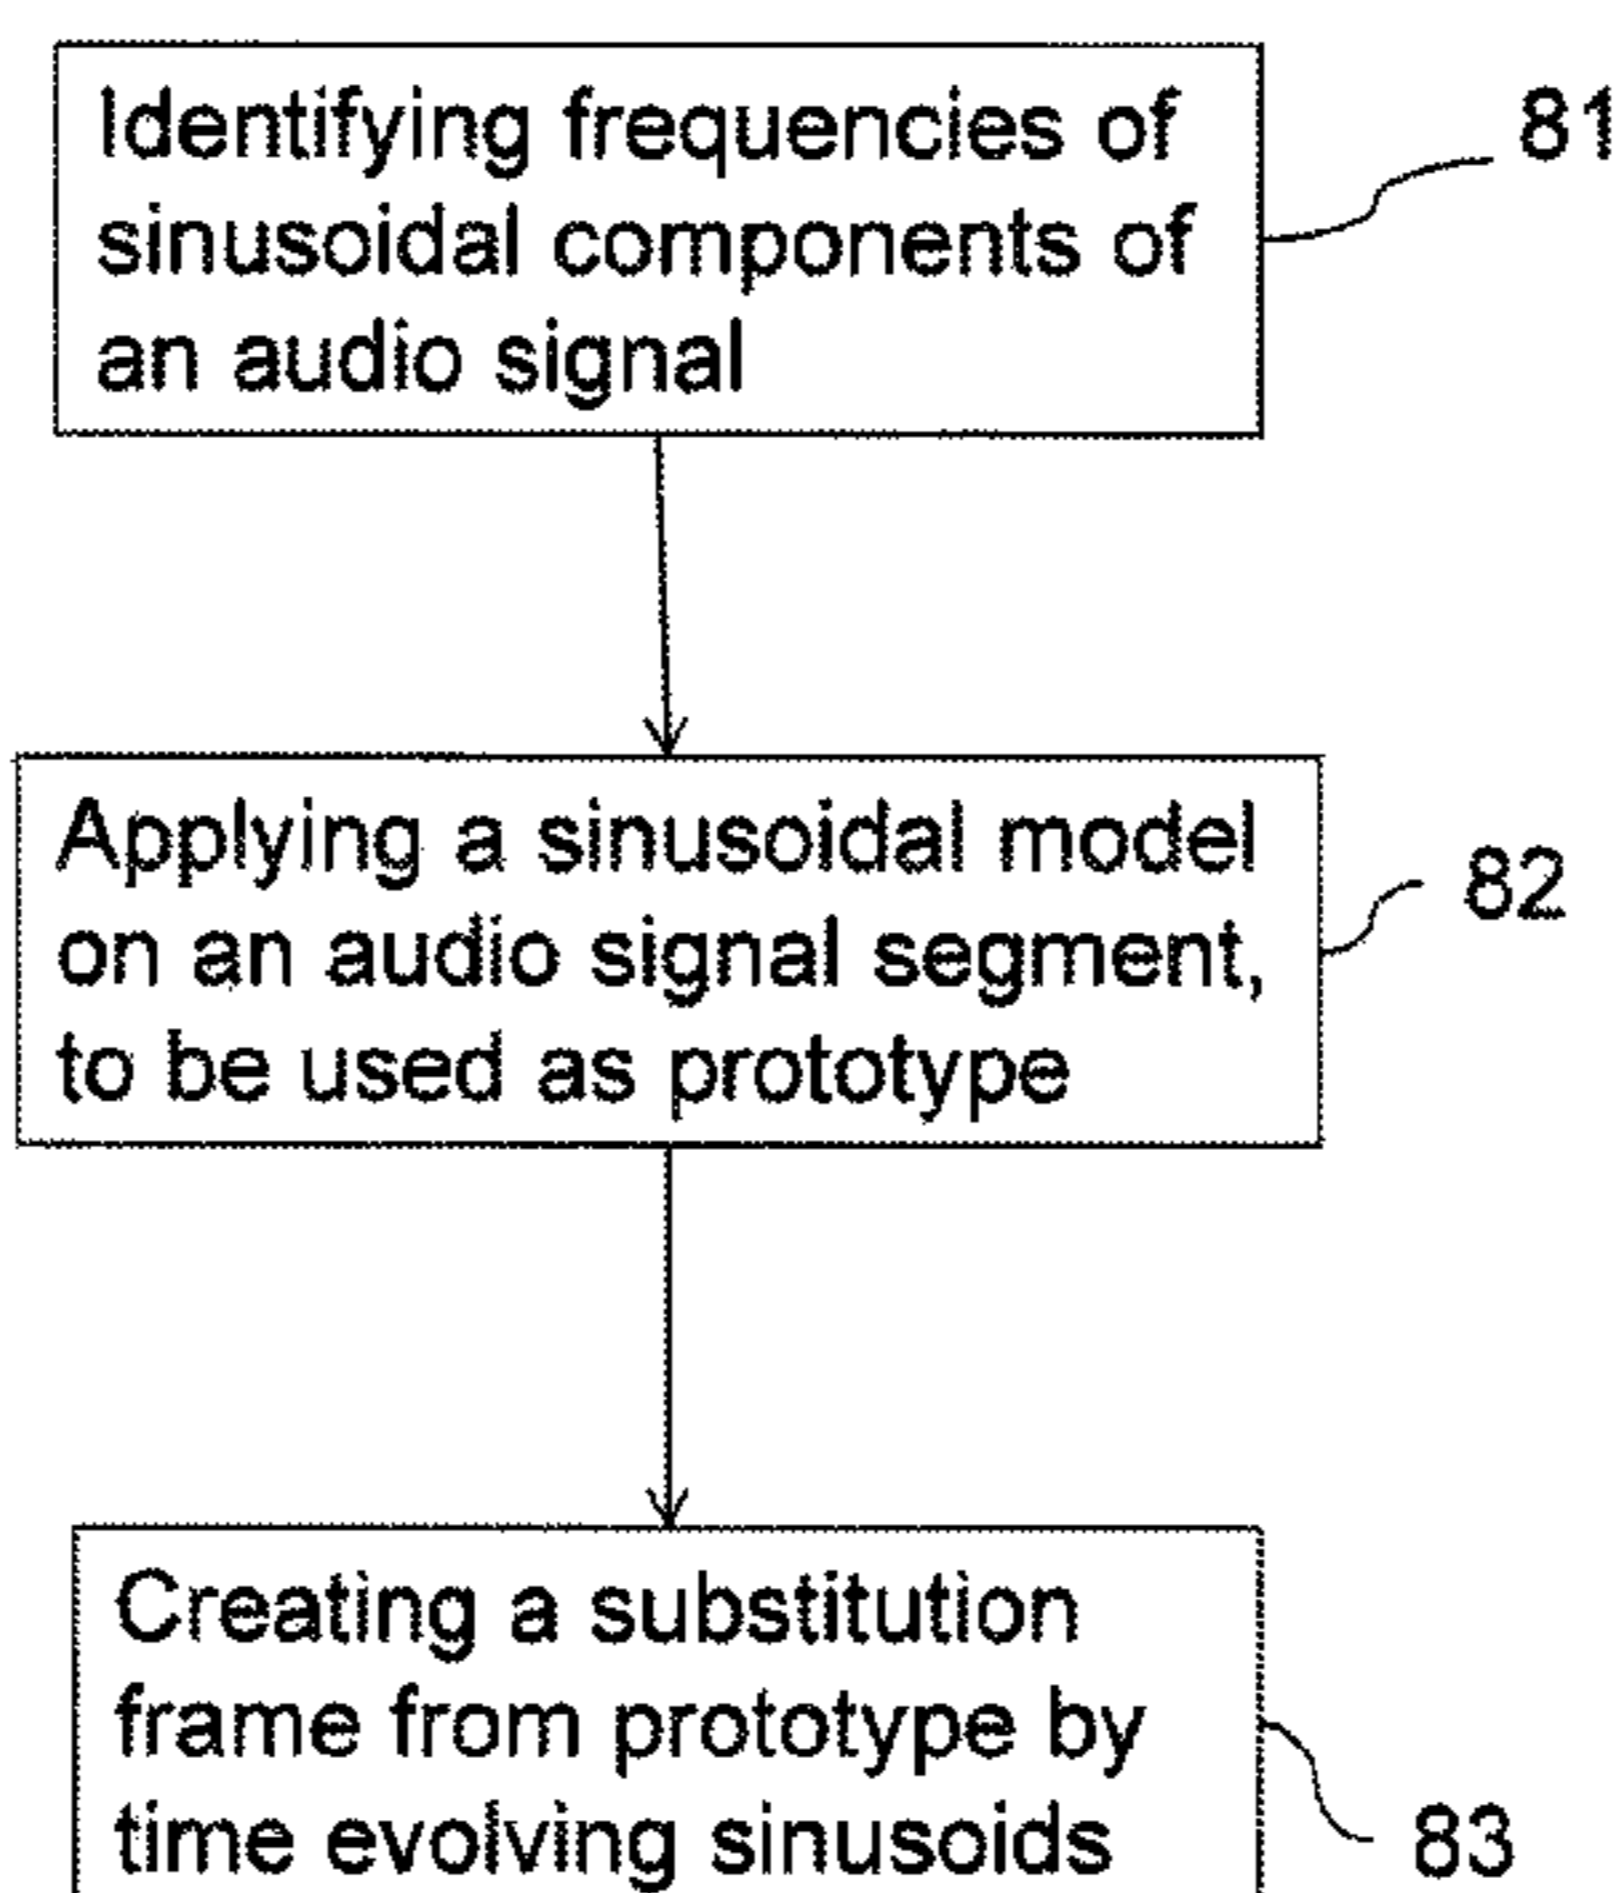 Identifying frequencies of
sinusoidal components of
an audio signal
81
Applying a sinusoidal model
on an audio signal segment,
to be used as prototype
82
Creating a substitution
frame from prototype by
time evolving sinusoids
83